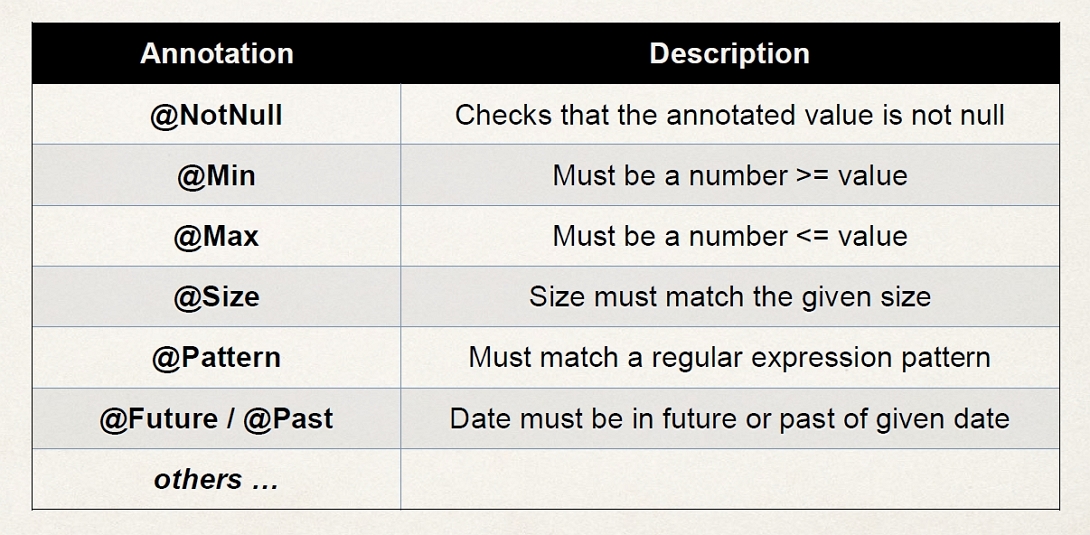 Annotation Description
@NotNull Checks that the annotated value is not null
@Min Must be a number >= value
@Max Must be a number <= value
@Size Size must match the given size
@Pattern Must match a regular expression pattern
@Future / @Past Date must be in future or past of given date
others …